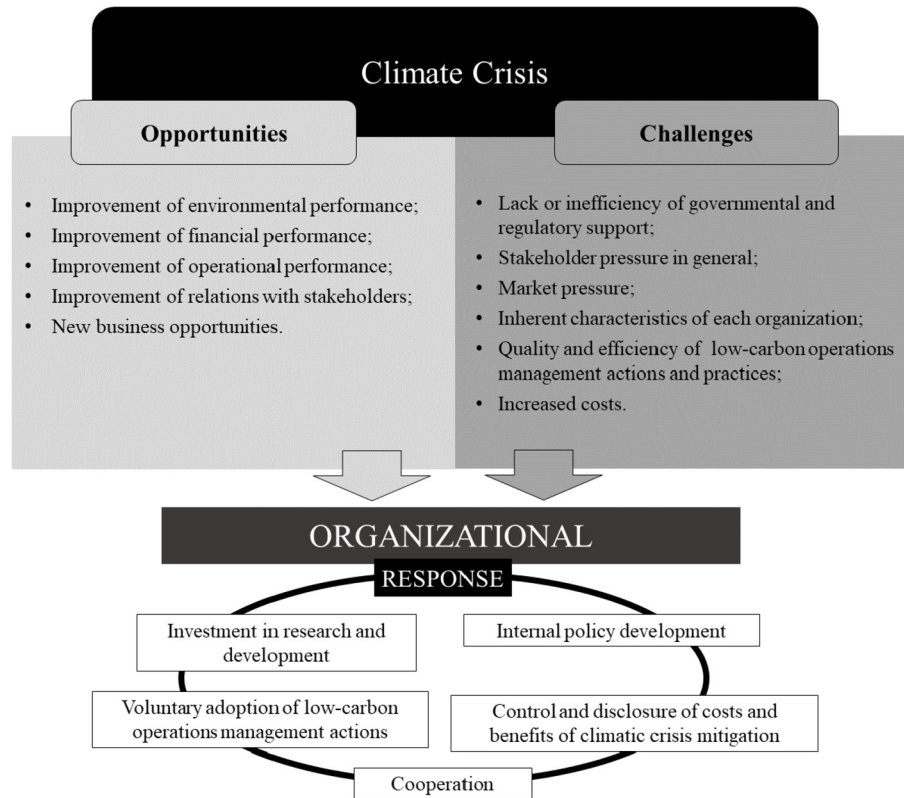 Climate Crisis
Opportunities
• Improvement of environmental performance;
• Improvement of financial performance;
• Improvement of operational performance;
• Improvement of relations with stakeholders;
• New business opportunities.
Challenges
• Lack or inefficiency of governmental and
regulatory support;
• Stakeholder pressure in general;
• Market pressure;
• Inherent characteristics of each organization;
• Quality and efficiency of low-carbon operations
management actions and practices;
• Increased costs.
ORGANIZATIONAL
RESPONSE
Investment in research and
development
Internal policy development
Voluntary adoption of low-carbon
operations management actions
Control and disclosure of costs and
benefits of climatic crisis mitigation
Cooperation